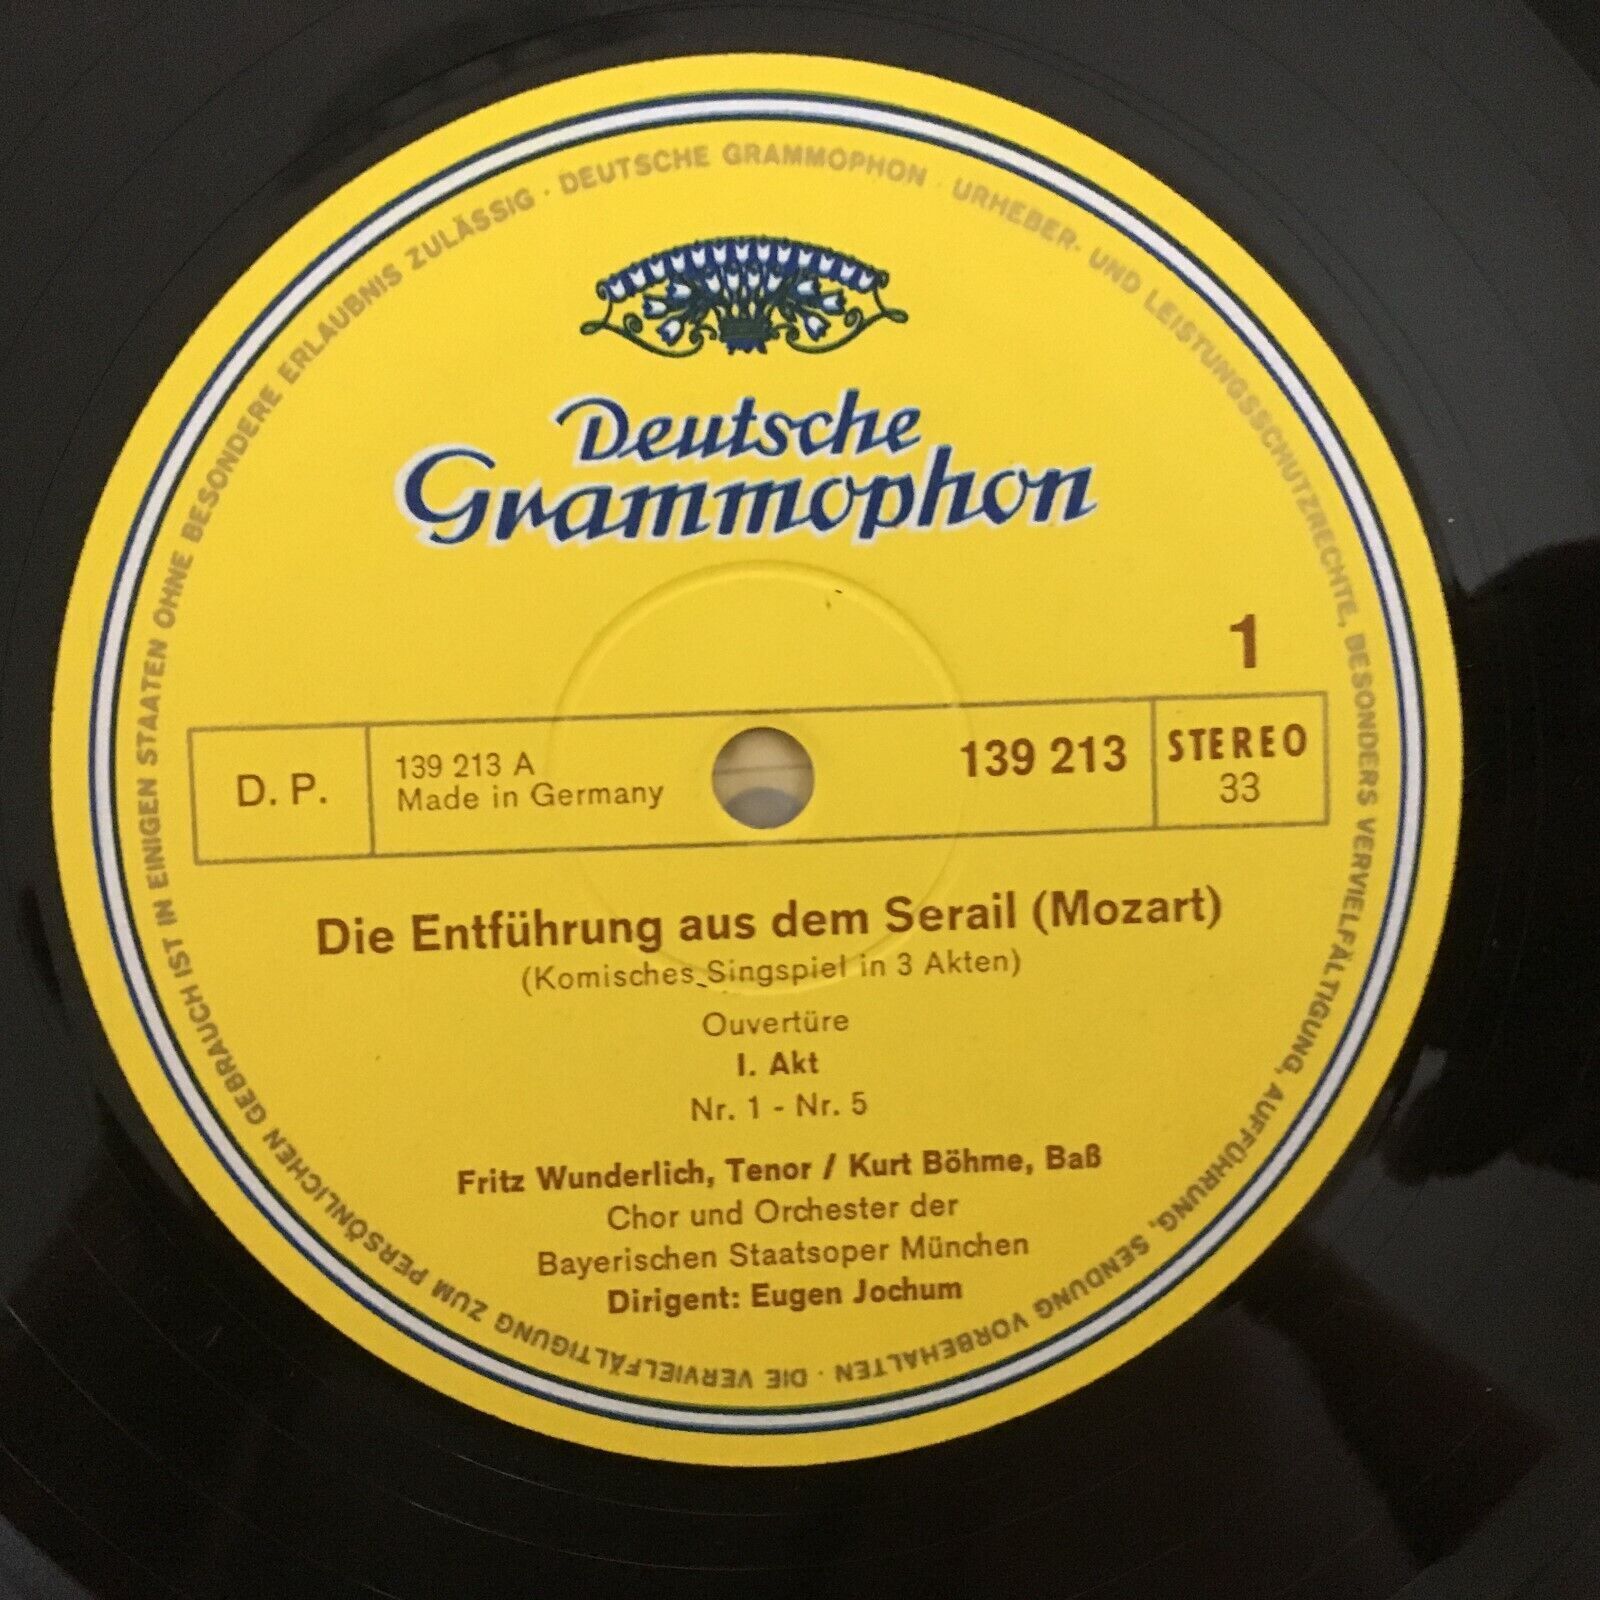 DEUTSCHE GRAMMOPHON · URHEBER- UND LEISTUNGSSCHUTZRECHTE, BESONDERS VERVIELFÄLTIGUNG, AUFFÜHRUNG, SENDUNG VORBEHALTEN · DIE VERVIELFÄLTIGUNG ZUM PERSÖNLICHEN GEBRAUCH IST IN EINIGEN STAATEN OHNE BESONDERE ERLAUBNIS ZULÄSSIG ·
Deutsche
Grammophon
1
D. P.
139 213 A
Made in Germany
139 213
STEREO
33
Die Entführung aus dem Serail (Mozart)
(Komisches Singspiel in 3 Akten)
Ouvertüre
I. Akt
Nr. 1 - Nr. 5
Fritz Wunderlich, Tenor / Kurt Böhme, Baß
Chor und Orchester der
Bayerischen Staatsoper München
Dirigent: Eugen Jochum